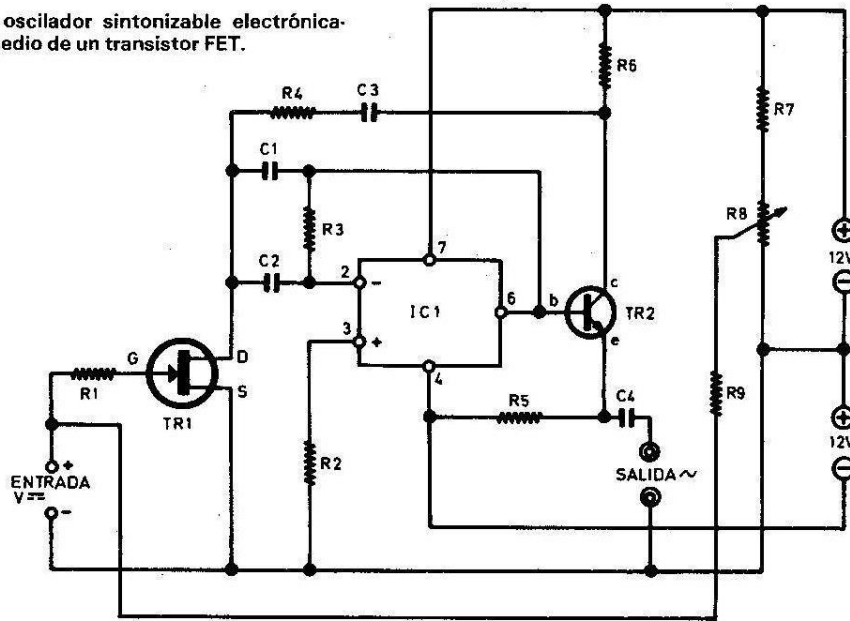 oscilador sintonizable electrónica-
edio de un transistor FET.
R6
R4
C3
R7
C1
R8
R3
7
C2
2
-
+
12V
-
IC1
6
b
c
TR2
3
+
e
G
D
4
R1
S
R5
C4
R9
+
TR1
12V
-
+
R2
ENTRADA
SALIDA ~
V
-